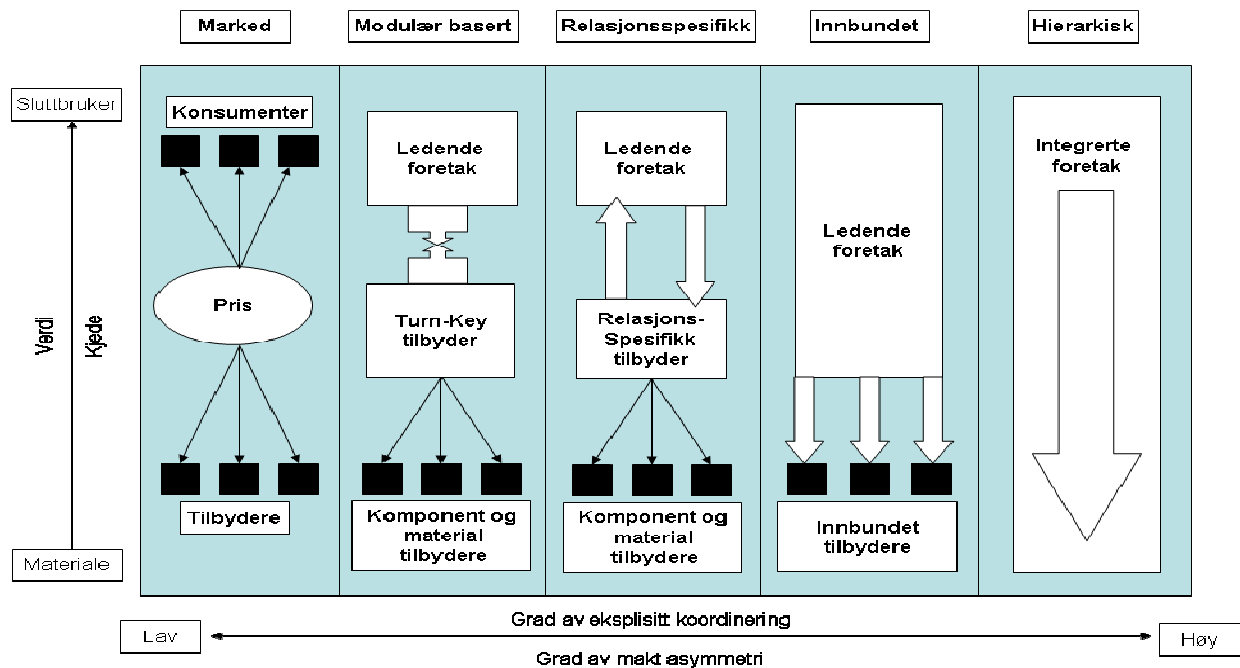 Marked
Modulær basert
Relasjonsspesifikk
Innbundet
Hierarkisk
Sluttbruker
Verdi
Kjede
Materiale
Konsumenter
Pris
Tilbydere
Ledende
foretak
Turn-Key
tilbyder
Komponent og
material
tilbydere
Ledende
foretak
Relasjons-
Spesifikk
tilbyder
Komponent og
material
tilbydere
Ledende
foretak
Innbundet
tilbydere
Integrerte
foretak
Lav
Grad av eksplisitt koordinering
Grad av makt asymmetri
Høy